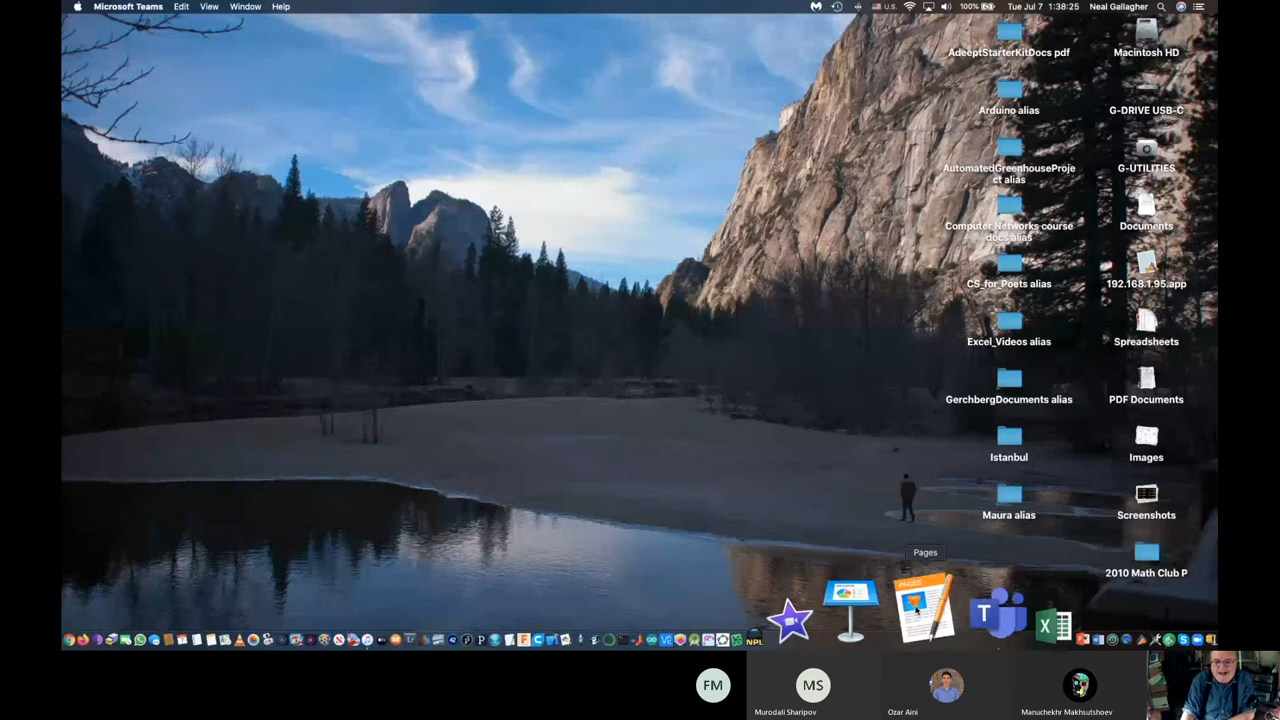 Microsoft Teams Edit View Window Help U.S. 100% Tue Jul 7 1:38:25 Neal Gallagher
AdeeptStarterKitDocs pdf
Macintosh HD
Arduino alias
G-DRIVE USB-C
AutomatedGreenhouseProje
ct alias
G-UTILITIES
Computer Networks course
docs alias
Documents
CS_for_Poets alias
192.168.1.95.app
Excel_Videos alias
Spreadsheets
GerchbergDocuments alias
PDF Documents
Istanbul
Images
Maura alias
Screenshots
Pages
2010 Math Club P
PAGES
T
X
NPL
FM
MS
Murodali Sharipov
Ozar Aini
Manuchekhr Makhsutshoev